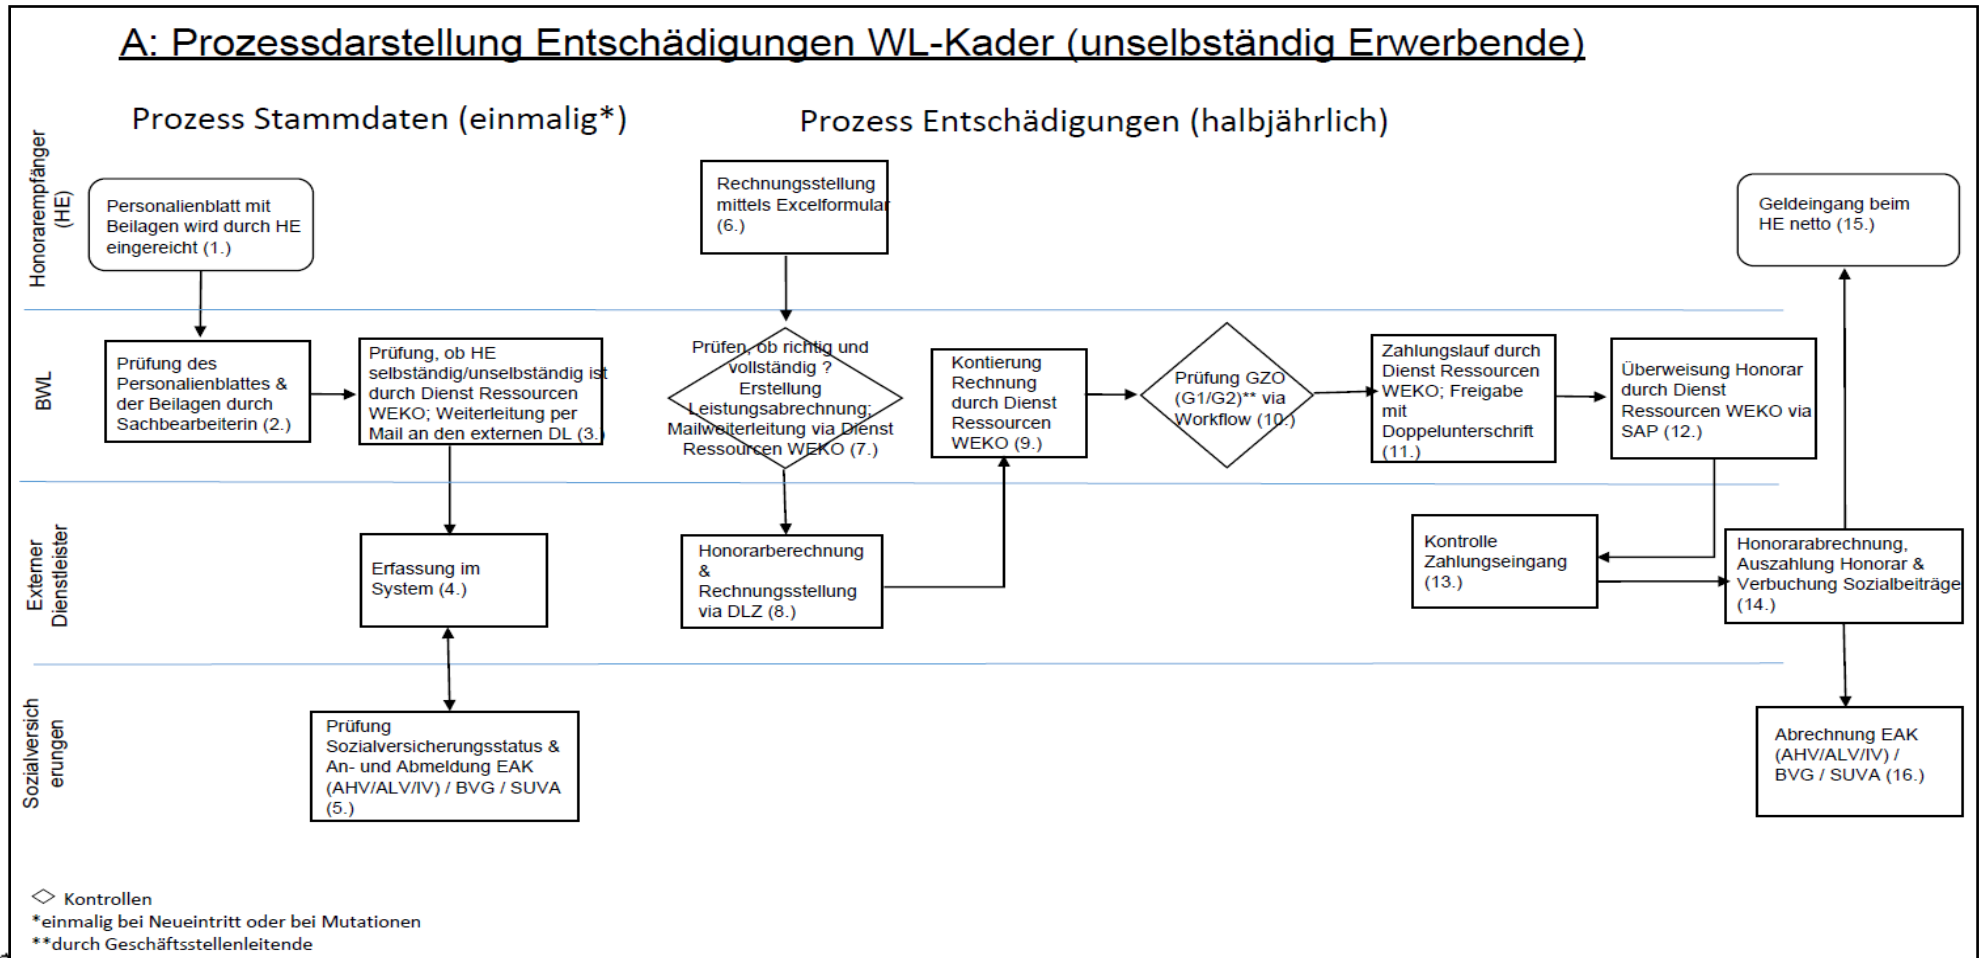 A: Prozessdarstellung Entschädigungen WL-Kader (unselbständig Erwerbende)
Prozess Stammdaten (einmalig*)
Prozess Entschädigungen (halbjährlich)
Honorarempfänger
(HE)
Personalienblatt mit
Beilagen wird durch HE
eingereicht (1.)
Rechnungsstellung
mittels Excelformular
(6.)
Geldeingang beim
HE netto (15.)
BWL
Prüfung des
Personalienblattes &
der Beilagen durch
Sachbearbeiterin (2.)
Prüfung, ob HE
selbständig/unselbständig ist
durch Dienst Ressourcen
WEKO; Weiterleitung per
Mail an den externen DL (3.)
Prüfen, ob richtig und
vollständig ?
Erstellung
Leistungsabrechnung;
Mailweiterleitung via Dienst
Ressourcen WEKO (7.)
Kontierung
Rechnung
durch Dienst
Ressourcen
WEKO (9.)
Prüfung GZO
(G1/G2)** via
Workflow (10.)
Zahlungslauf durch
Dienst Ressourcen
WEKO; Freigabe
mit
Doppelunterschrift
(11.)
Überweisung Honorar
durch Dienst
Ressourcen WEKO via
SAP (12.)
Externer
Dienstleister
Erfassung im
System (4.)
Honorarberechnung
&
Rechnungsstellung
via DLZ (8.)
Kontrolle
Zahlungseingang
(13.)
Honorarabrechnung,
Auszahlung Honorar &
Verbuchung Sozialbeiträge
(14.)
Sozialversich
erungen
Prüfung
Sozialversicherungsstatus &
An- und Abmeldung EAK
(AHV/ALV/IV) / BVG / SUVA
(5.)
Abrechnung EAK
(AHV/ALV/IV) /
BVG / SUVA (16.)
Kontrollen
*einmalig bei Neueintritt oder bei Mutationen
**durch Geschäftsstellenleitende